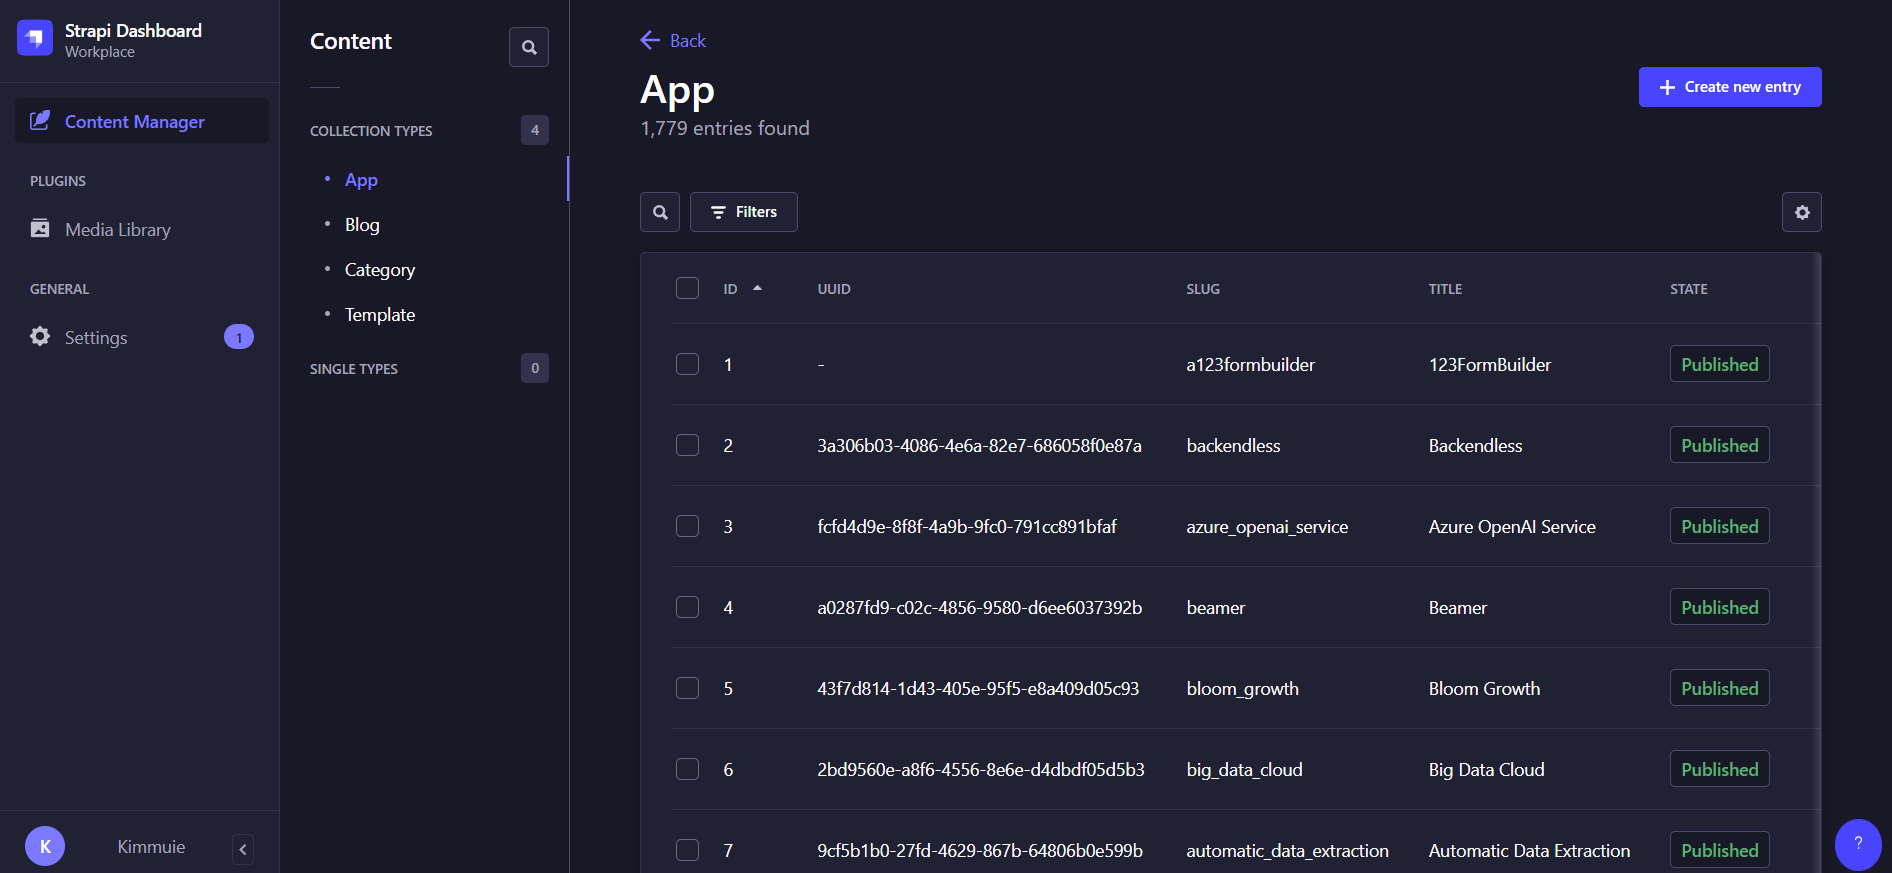 Strapi Dashboard
Workplace
Content Manager
PLUGINS
Media Library
GENERAL
Settings 1
K Kimmuie
Content
COLLECTION TYPES 4
App
Blog
Category
Template
SINGLE TYPES 0
Back
App
1,779 entries found
Create new entry
Filters
ID UUID SLUG TITLE STATE
1 - a123formbuilder 123FormBuilder Published
2 3a306b03-4086-4e6a-82e7-686058f0e87a backendless Backendless Published
3 fcfd4d9e-8f8f-4a9b-9fc0-791cc891bfaf azure_openai_service Azure OpenAI Service Published
4 a0287fd9-c02c-4856-9580-d6ee6037392b beamer Beamer Published
5 43f7d814-1d43-405e-95f5-e8a409d05c93 bloom_growth Bloom Growth Published
6 2bd9560e-a8f6-4556-8e6e-d4dbdf05d5b3 big_data_cloud Big Data Cloud Published
7 9cf5b1b0-27fd-4629-867b-64806b0e599b automatic_data_extraction Automatic Data Extraction Published
?